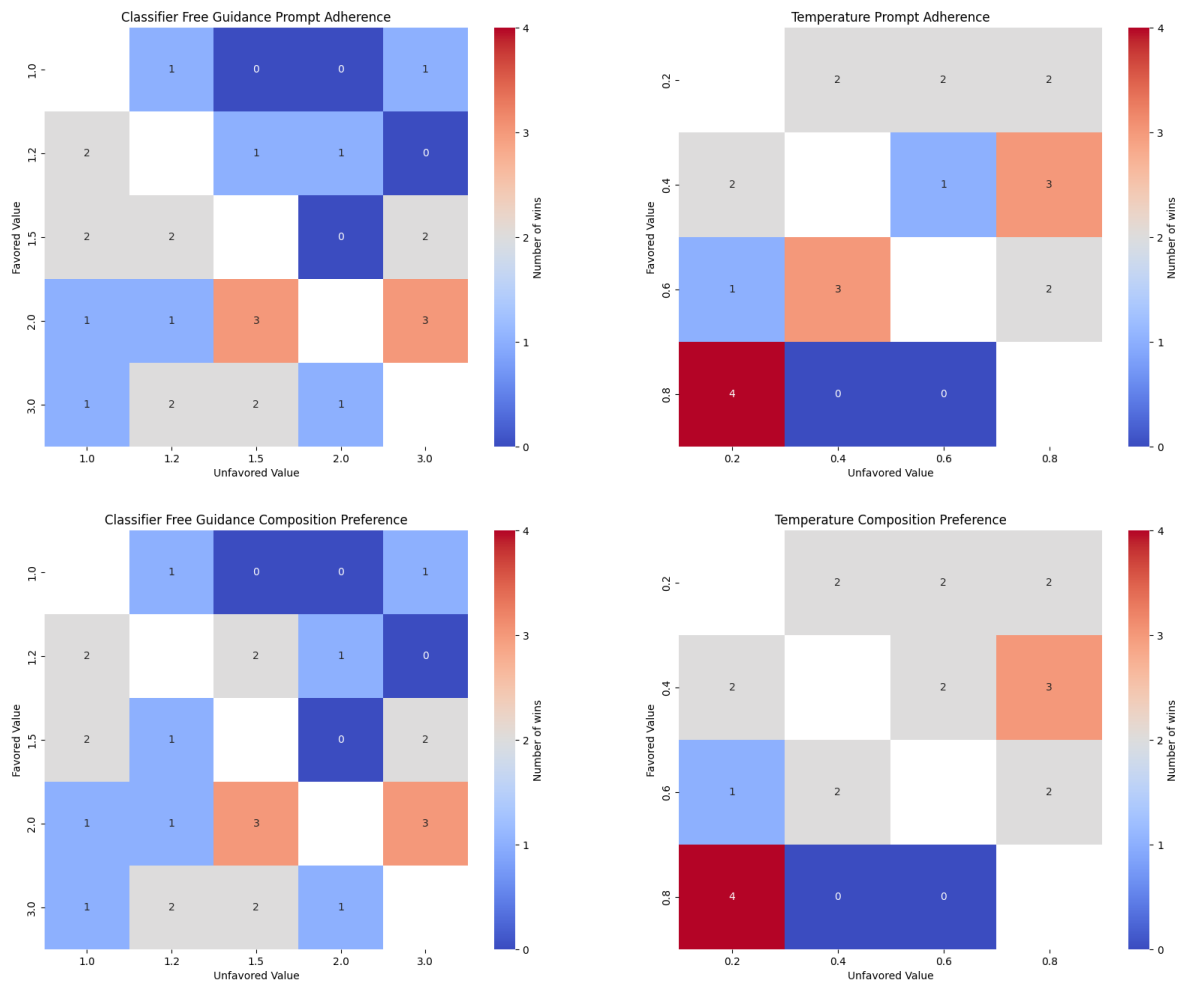 Classifier Free Guidance Prompt Adherence
1.0 1 0 0 1
1.2 2 1 1 0
1.5 2 2 0 2
2.0 1 1 3 3
3.0 1 2 2 1
1.0 1.2 1.5 2.0 3.0
Unfavored Value
Favored Value
4
3
2
1
0
Number of wins
Temperature Prompt Adherence
0.2 2 2 2
0.4 2 1 3
0.6 1 3 2
0.8 4 0 0
0.2 0.4 0.6 0.8
Unfavored Value
Favored Value
4
3
2
1
0
Number of wins
Classifier Free Guidance Composition Preference
1.0 1 0 0 1
1.2 2 2 1 0
1.5 2 1 0 2
2.0 1 1 3 3
3.0 1 2 2 1
1.0 1.2 1.5 2.0 3.0
Unfavored Value
Favored Value
4
3
2
1
0
Number of wins
Temperature Composition Preference
0.2 2 2 2
0.4 2 2 3
0.6 1 2 2
0.8 4 0 0
0.2 0.4 0.6 0.8
Unfavored Value
Favored Value
4
3
2
1
0
Number of wins